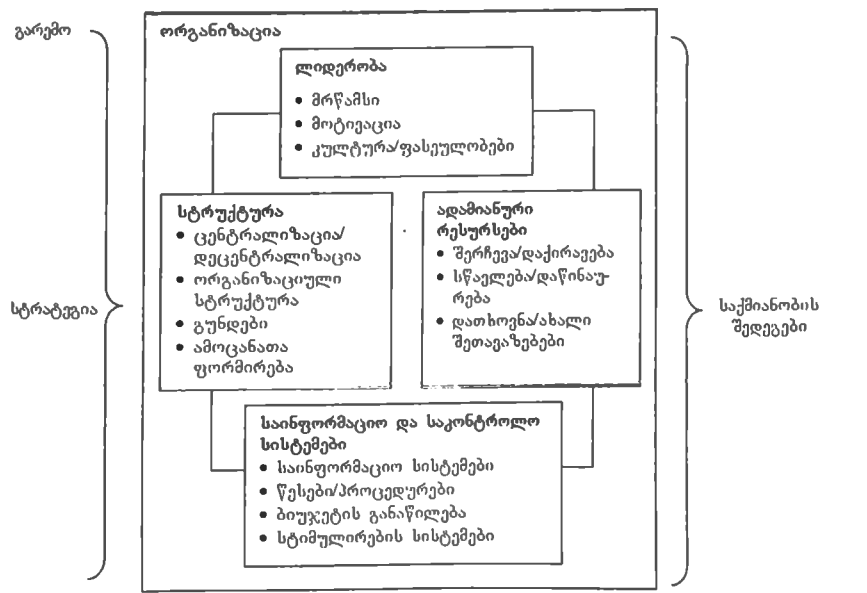 გარემო
ორგანიზაცია
ლიდერობა
• მრწამსი
• მოტივაცია
• კულტურა/ფასეულობები
სტრუქტურა
• ცენტრალიზაცია/
დეცენტრალიზაცია
• ორგანიზაციული
სტრუქტურა
• გუნდები
• ამოცანათა
ფორმირება
ადამიანური
რესურსები
• შერჩევა/დაქირავება
• სწავლება/დაწინაუ-
რება
• დათხოვნა/ახალი
შეთავაზებები
სტრატეგია
საქმიანობის
შედეგები
საინფორმაციო და საკონტროლო
სისტემები
• საინფორმაციო სისტემები
• წესები/პროცედურები
• ბიუჯეტის განაწილება
• სტიმულირების სისტემები